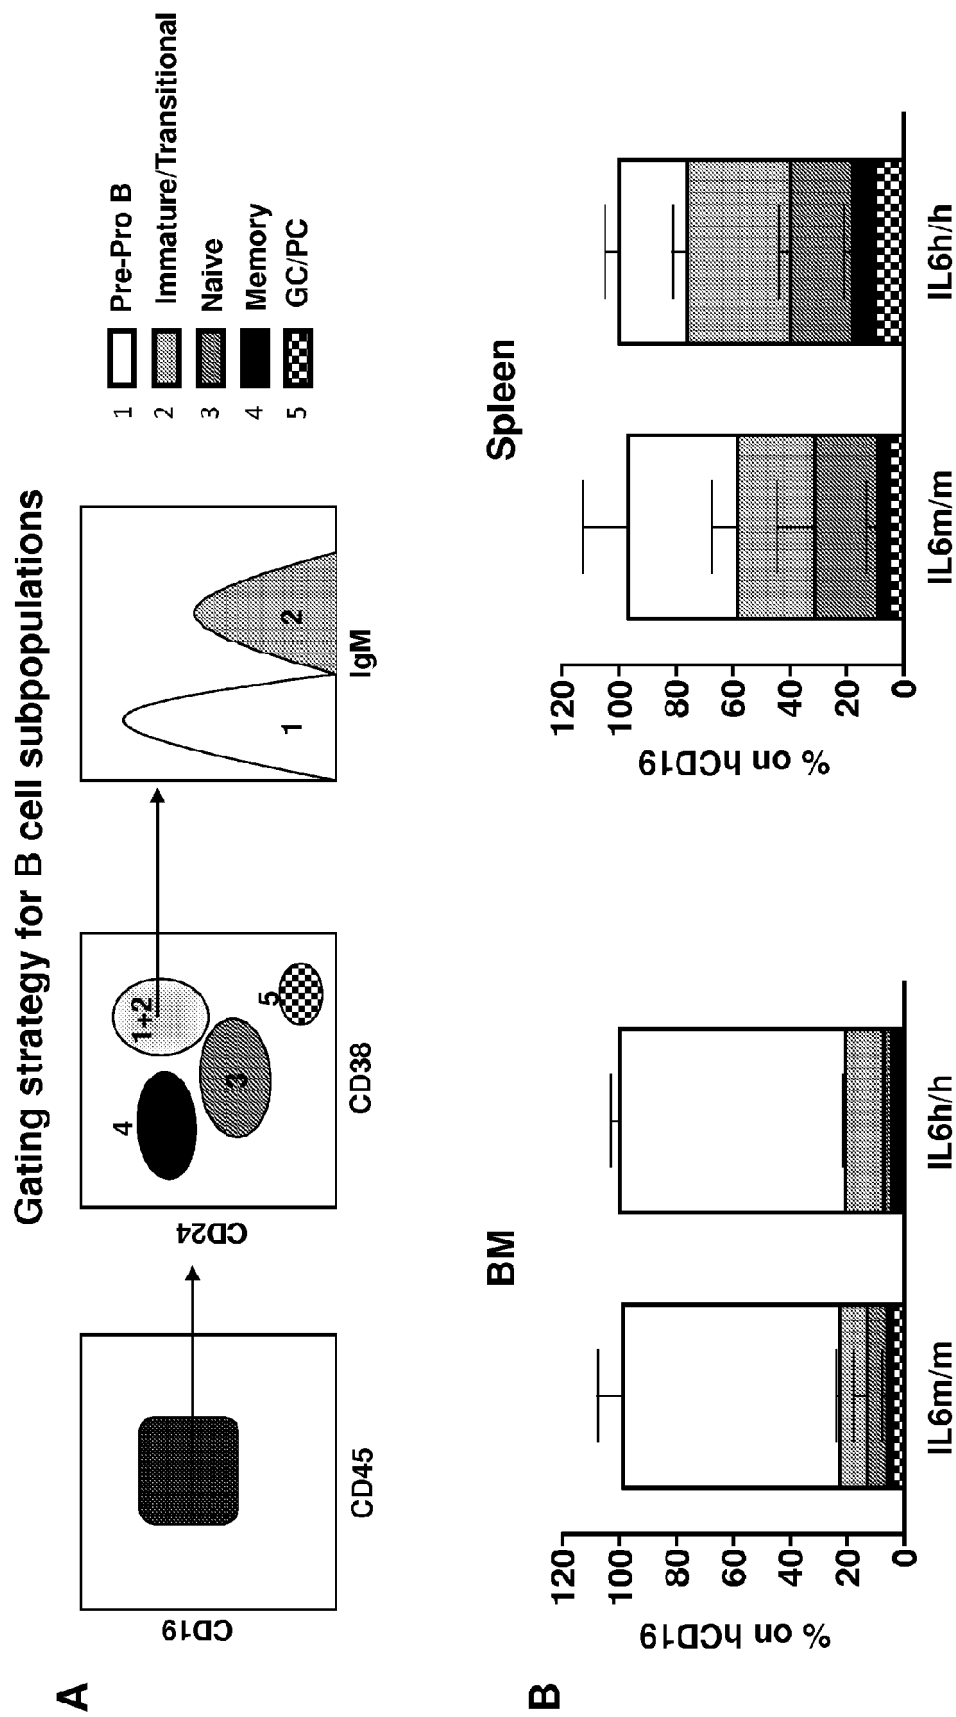 Gating strategy for B cell subpopulations
A
CD19
CD45
CD24
CD38
4
1+2
3
5
1
2
IgM
1 Pre-Pro B
2 Immature/Transitional
3 Naive
4 Memory
5 GC/PC
B
BM
% on hCD19
120
100
80
60
40
20
0
IL6m/m
IL6h/h
Spleen
% on hCD19
120
100
80
60
40
20
0
IL6m/m
IL6h/h